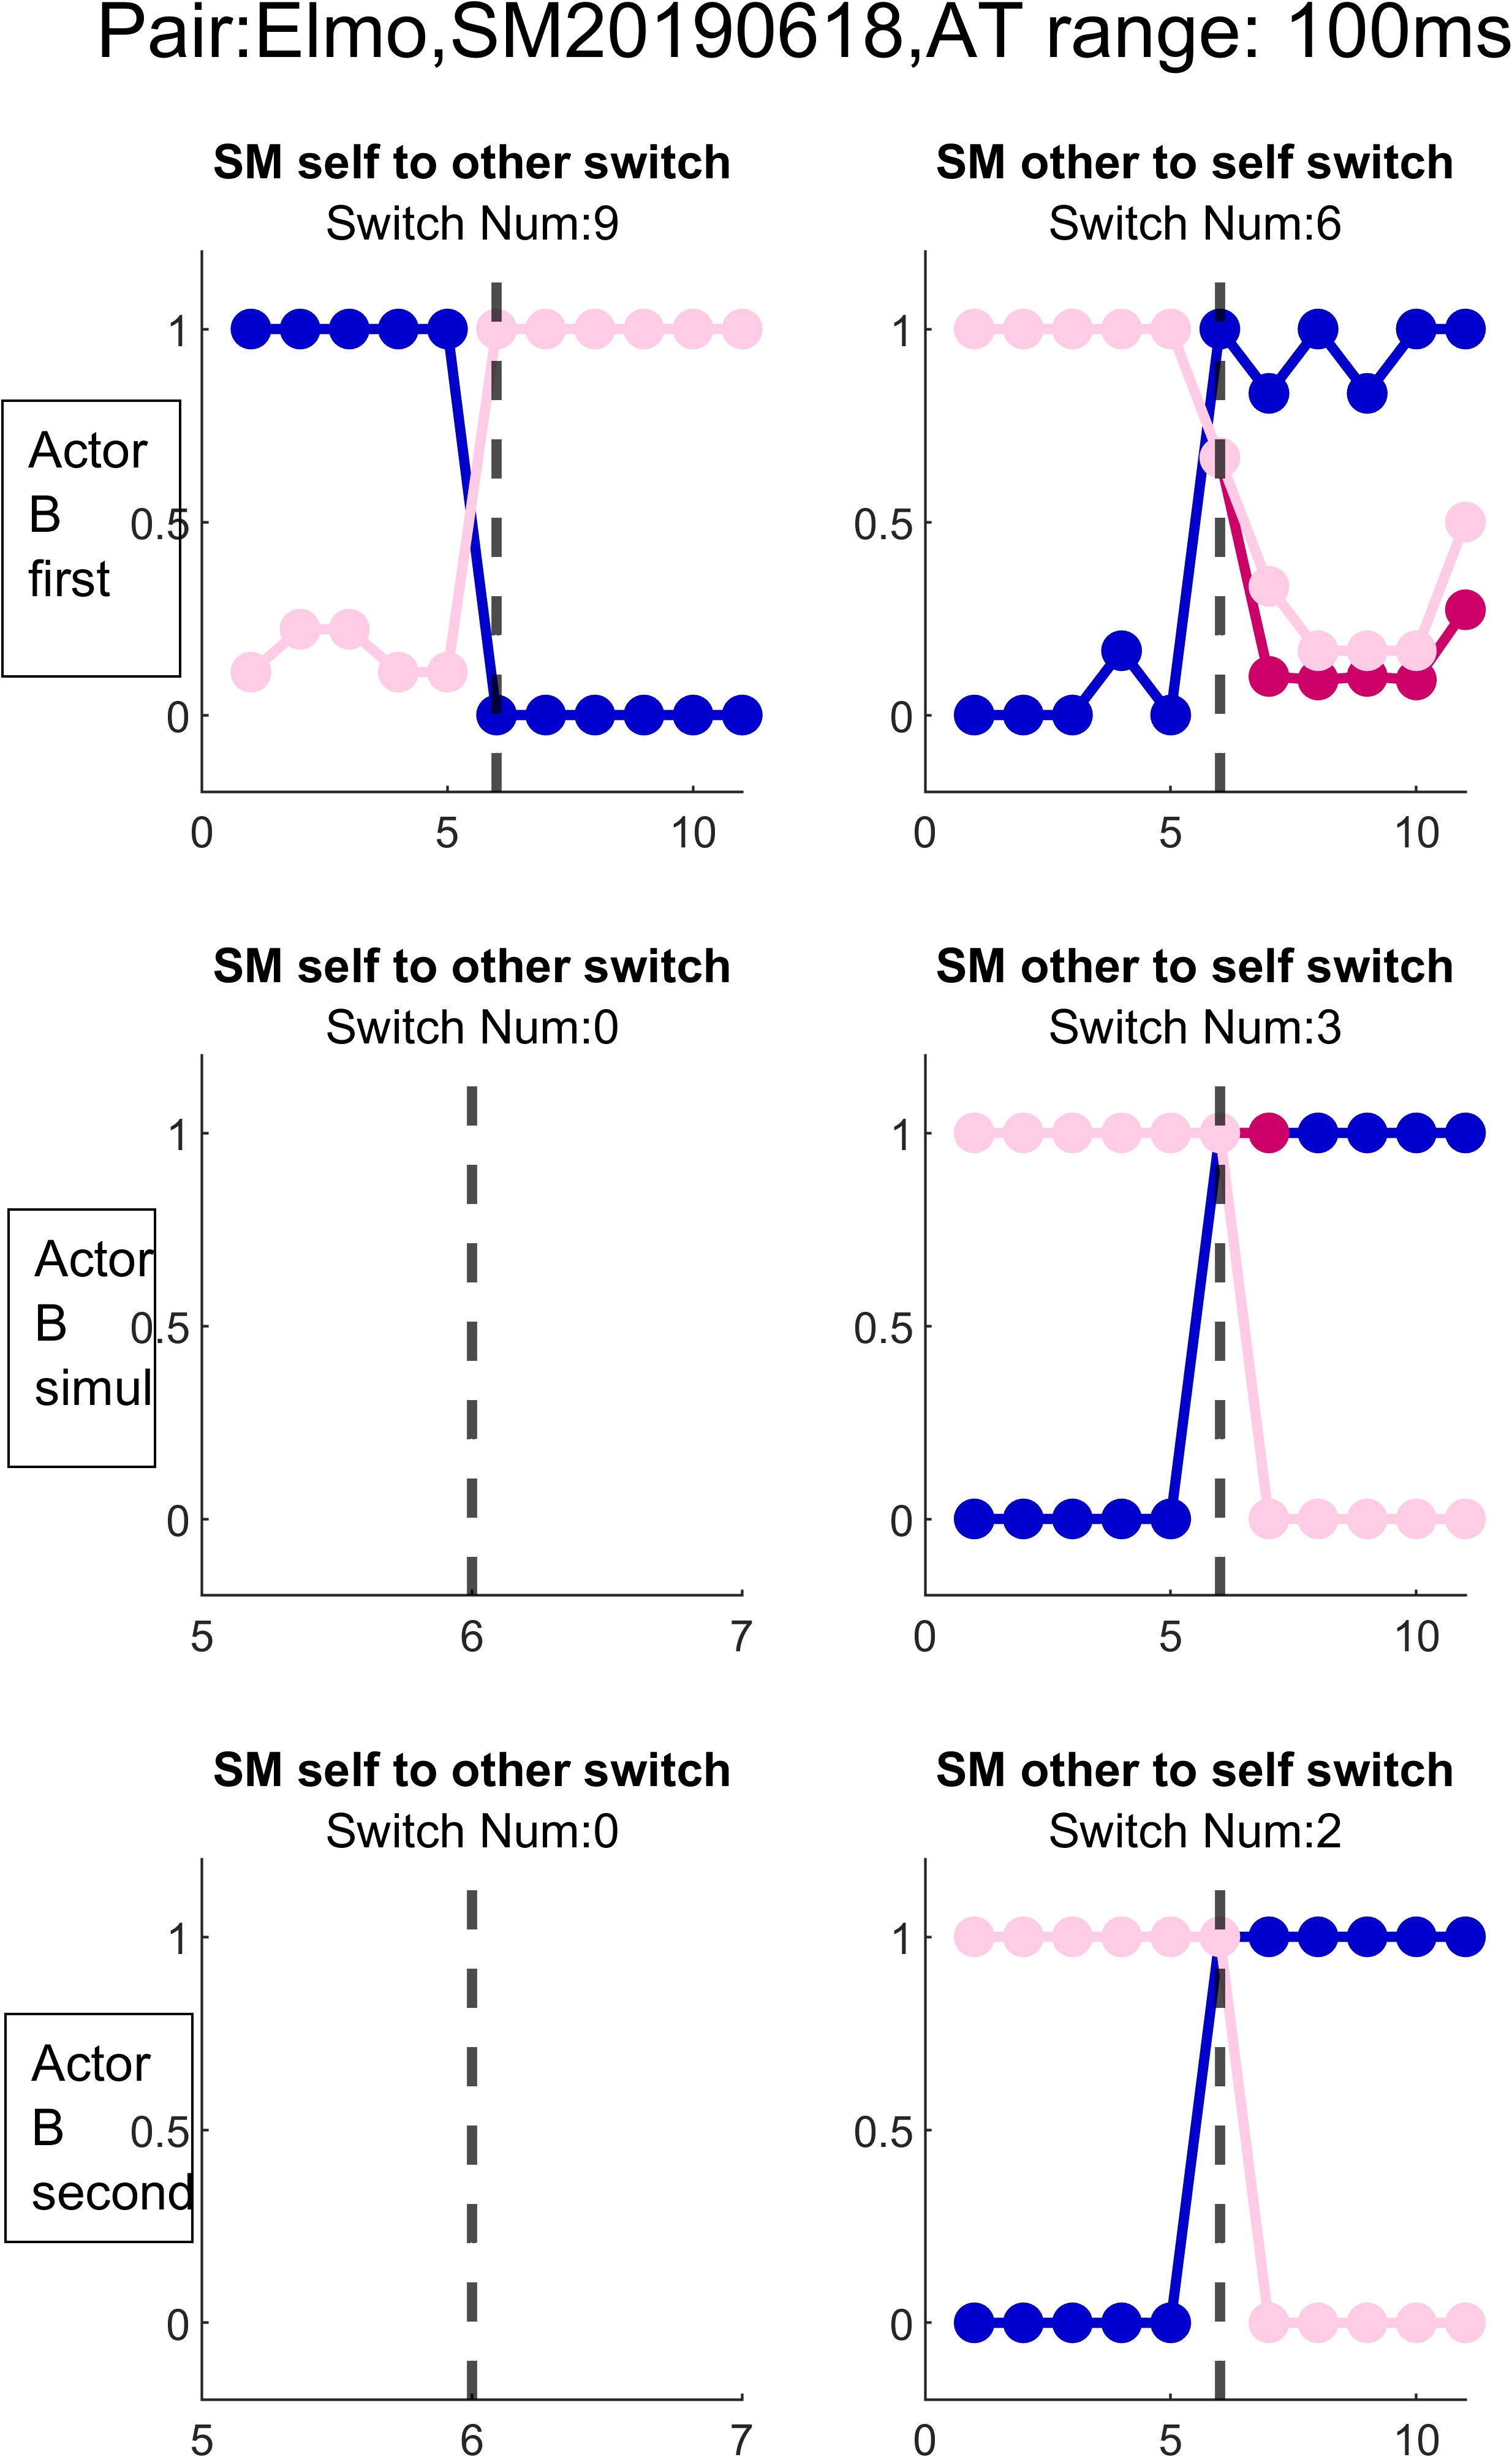 Pair:Elmo,SM20190618,AT range: 100ms
SM self to other switch
Switch Num:9
SM other to self switch
Switch Num:6
Actor
B
first
1
0.5
0
0
5
10
1
0.5
0
0
5
10
SM self to other switch
Switch Num:0
SM other to self switch
Switch Num:3
Actor
B
simul
1
0.5
0
5
6
7
1
0.5
0
0
5
10
SM self to other switch
Switch Num:0
SM other to self switch
Switch Num:2
Actor
B
second
1
0.5
0
5
6
7
1
0.5
0
0
5
10